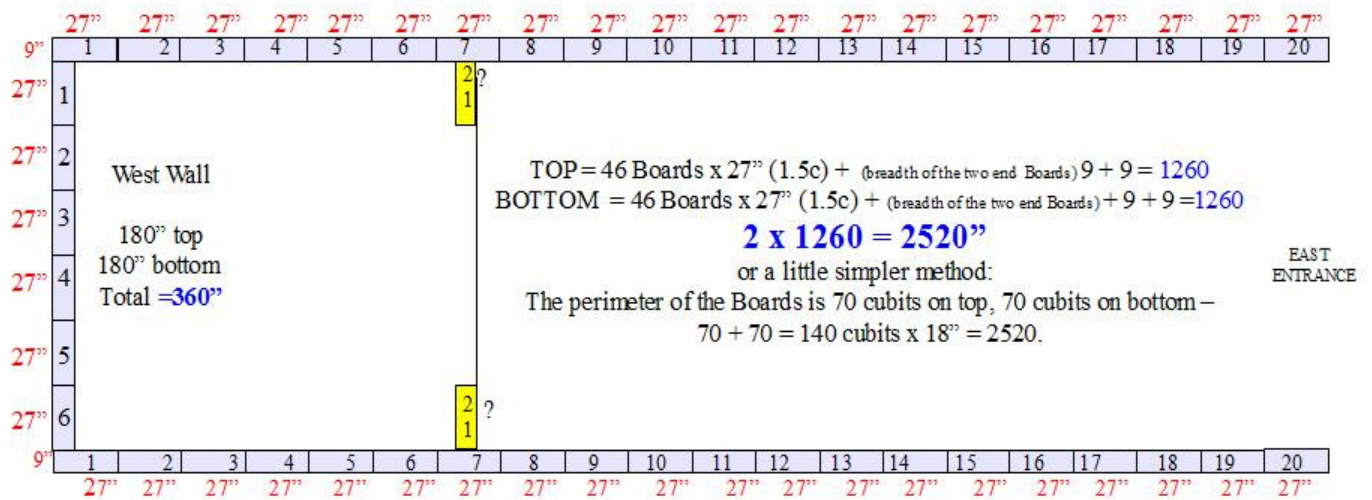 27” 27” 27” 27” 27” 27” 27” 27” 27” 27” 27” 27” 27” 27” 27” 27” 27” 27” 27” 27”
9” 1 2 3 4 5 6 7 8 9 10 11 12 13 14 15 16 17 18 19 20
27” 1
2 ?
1
27” 2
West Wall
27” 3
180” top
180” bottom
27” 4
Total =360”
27” 5
27” 6
2 ?
1
TOP = 46 Boards x 27” (1.5c) + (breadth of the two end Boards) 9 + 9 = 1260
BOTTOM = 46 Boards x 27” (1.5c) + (breadth of the two end Boards) + 9 + 9 =1260
2 x 1260 = 2520”
or a little simpler method:
The perimeter of the Boards is 70 cubits on top, 70 cubits on bottom –
70 + 70 = 140 cubits x 18” = 2520.
EAST
ENTRANCE
9” 1 2 3 4 5 6 7 8 9 10 11 12 13 14 15 16 17 18 19 20
27” 27” 27” 27” 27” 27” 27” 27” 27” 27” 27” 27” 27” 27” 27” 27” 27” 27” 27” 27”